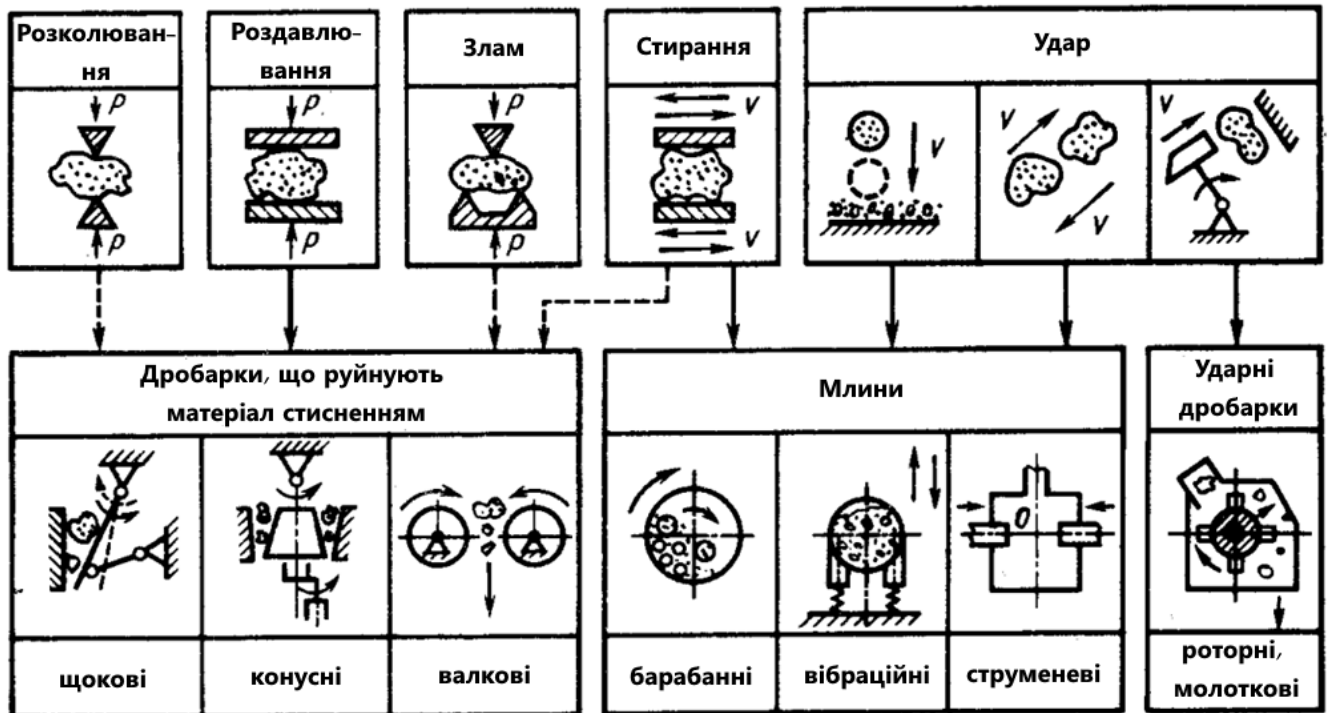 Розколюван-
ня
Роздавлю-
вання
Злам
Стирання
Удар
P
P
P
V
V
V
V
P
P
P
V
V
Дробарки, що руйнують
матеріал стисненням
Млини
Ударні
дробарки
O
щокові
конусні
валкові
барабанні
вібраційні
струменеві
роторні,
молоткові